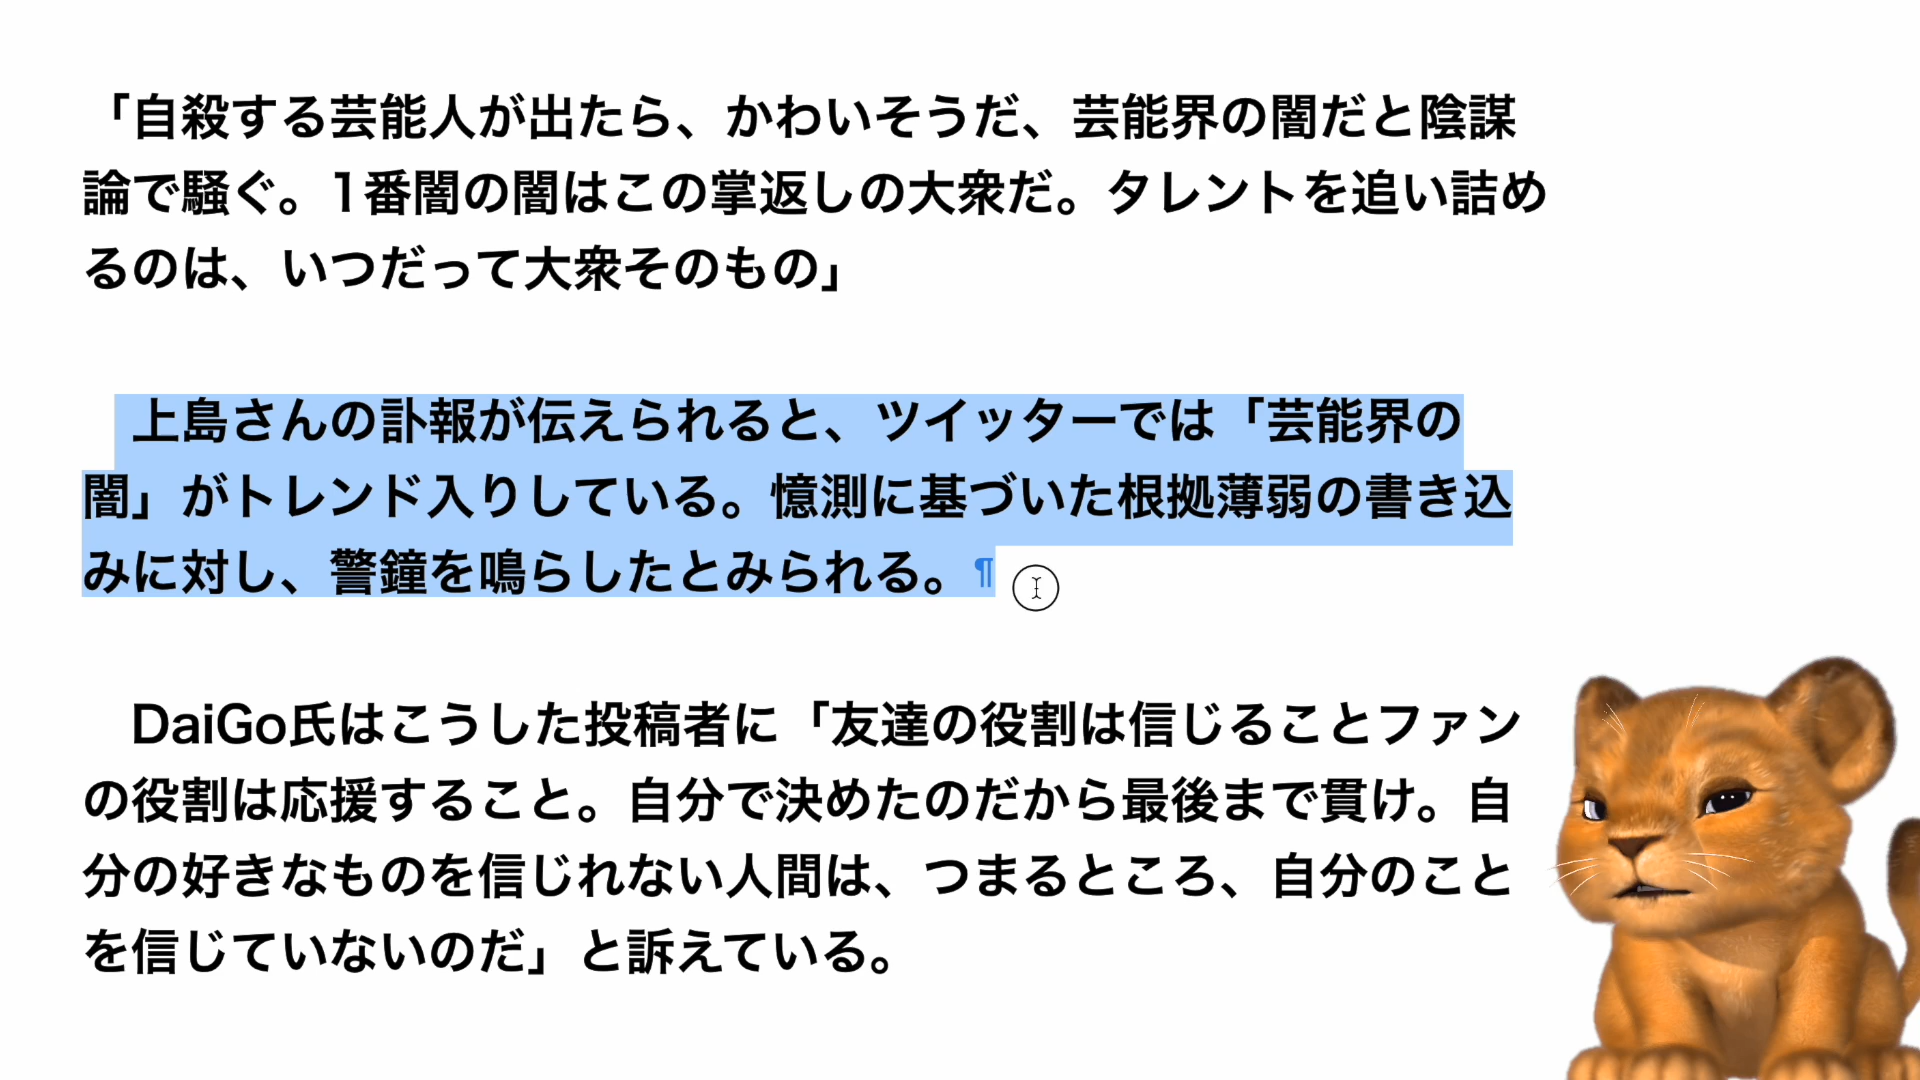 「自殺する芸能人が出たら、かわいそうだ、芸能界の闇だと陰謀
論で騒ぐ。1番闇の闇はこの掌返しの大衆だ。タレントを追い詰め
るのは、いつだって大衆そのもの」
上島さんの訃報が伝えられると、ツイッターでは「芸能界の
闇」がトレンド入りしている。憶測に基づいた根拠薄弱の書き込
みに対し、警鐘を鳴らしたとみられる。¶
DaiGo氏はこうした投稿者に「友達の役割は信じることファン
の役割は応援すること。自分で決めたのだから最後まで貫け。自
分の好きなものを信じれない人間は、つまるところ、自分のこと
を信じていないのだ」と訴えている。